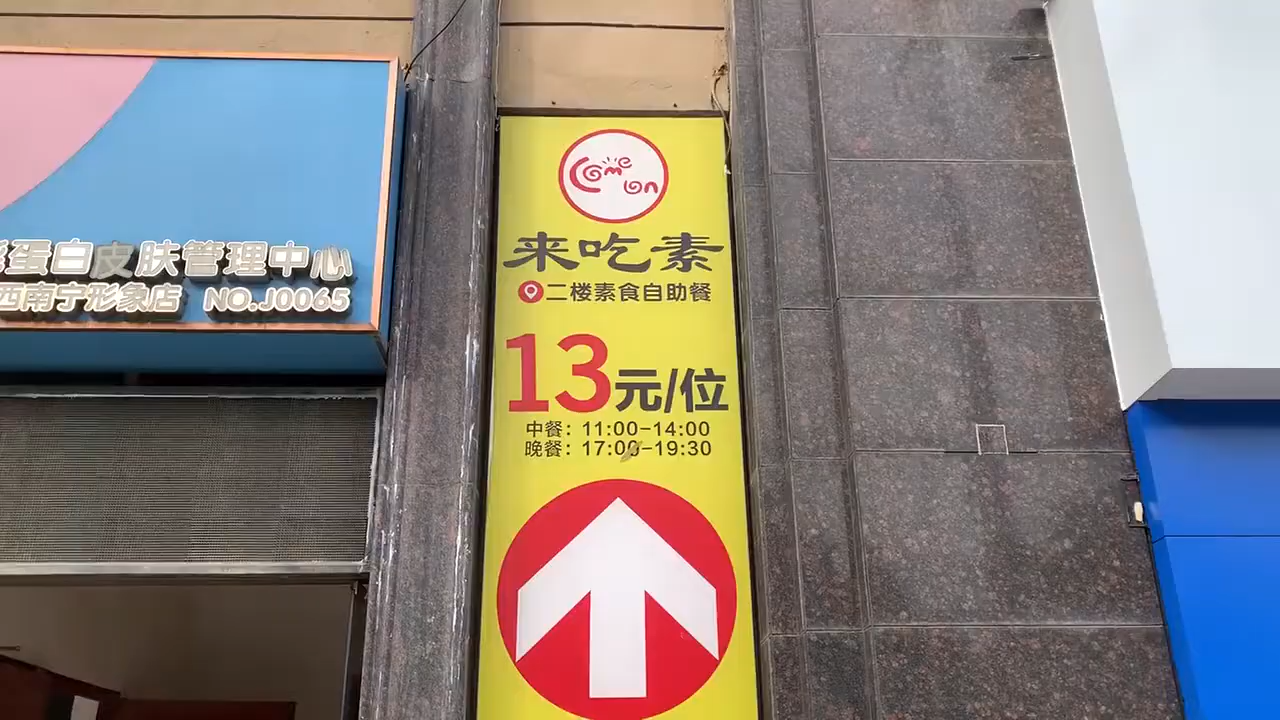 蛋白皮肤管理中心
西南宁形象店 NO.J0065
Come on
来吃素
二楼素食自助餐
13元/位
中餐：11:00-14:00
晚餐：17:00-19:30